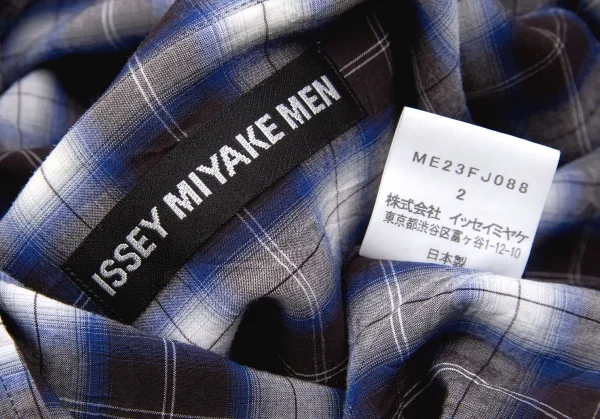 ISSEY MIYAKE MEN
ME23FJ088
2
株式会社 イッセイミヤケ
東京都渋谷区富ヶ谷1-12-10
日本製